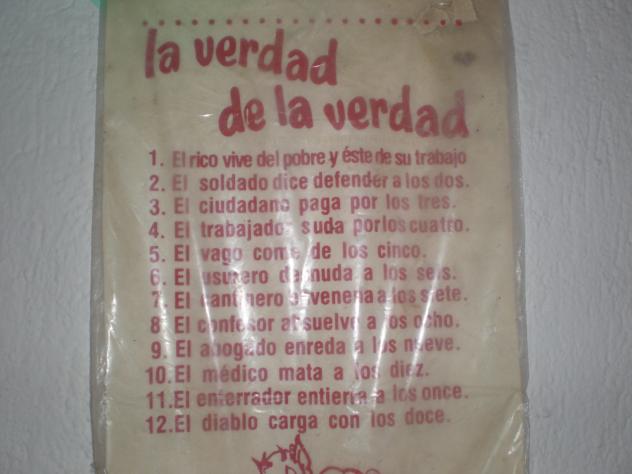 la verdad
de la verdad
1. El rico vive del pobre y éste de su trabajo
2. El soldado dice defender a los dos.
3. El ciudadano paga por los tres.
4. El trabajador suda por los cuatro.
5. El vago come de los cinco.
6. El usurero desnuda a los seis.
7. El cantinero envenena a los siete.
8. El confesor absuelve a los ocho.
9. El abogado enreda a los nueve.
10. El médico mata a los diez.
11. El enterrador entierra a los once.
12. El diablo carga con los doce.